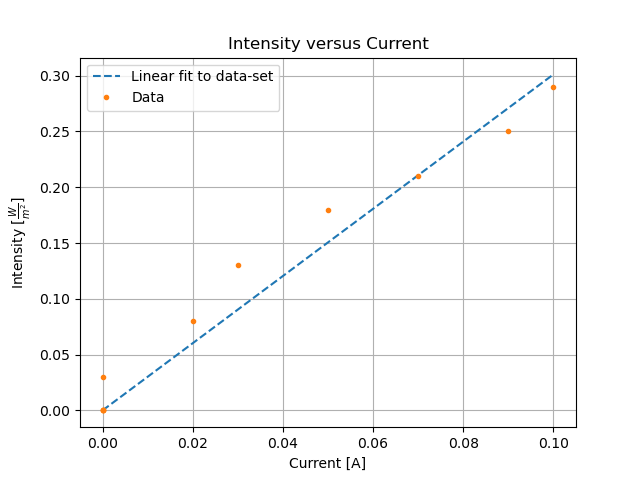 Intensity versus Current
Linear fit to data-set
Data
0.30
0.25
0.20
0.15
0.10
0.05
0.00
Intensity [W/m²]
0.00 0.02 0.04 0.06 0.08 0.10
Current [A]